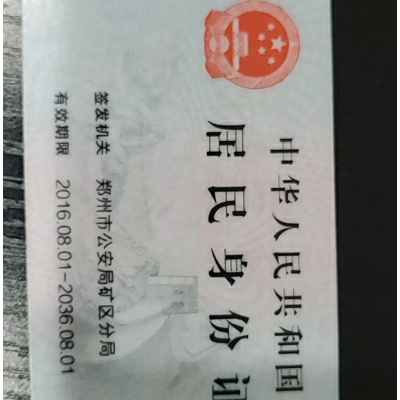 中华人民共和国
居民身份证
签发机关 郑州市公安局矿区分局
有效期限 2016.08.01-2036.08.01